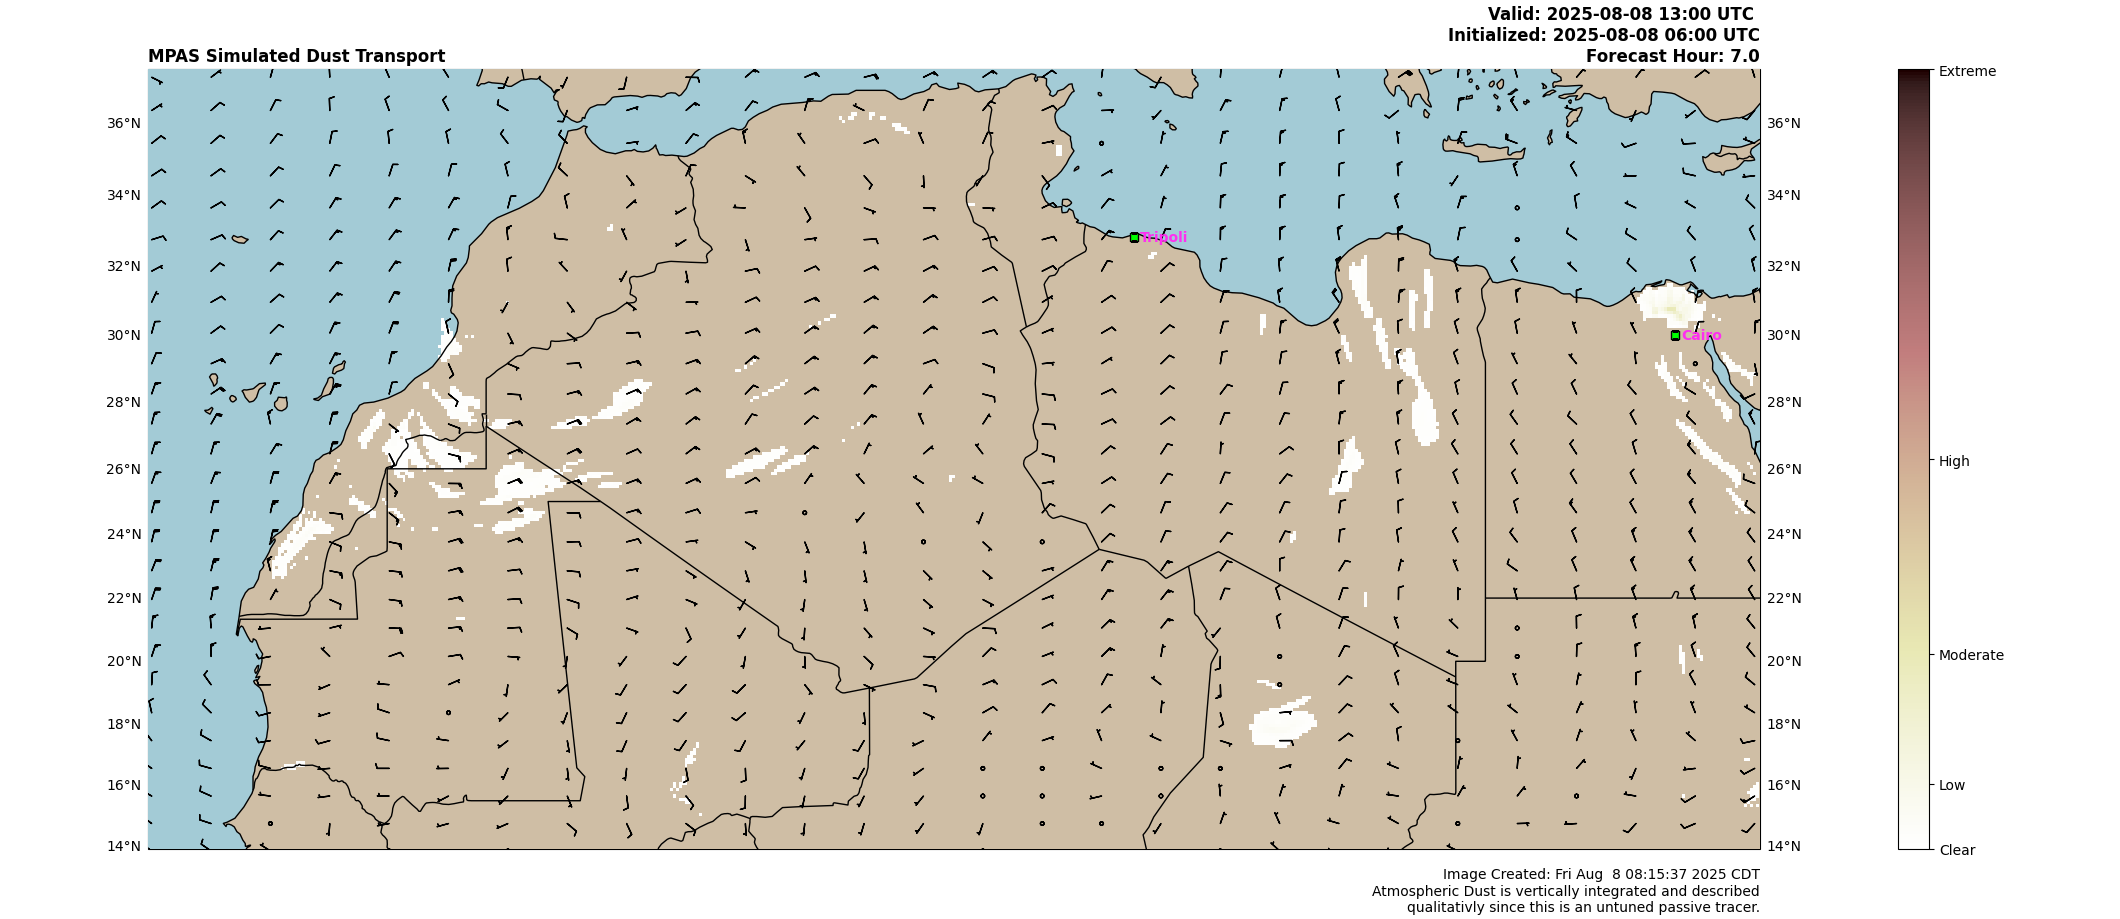 Valid: 2025-08-08 13:00 UTC
Initialized: 2025-08-08 06:00 UTC
MPAS Simulated Dust Transport
Forecast Hour: 7.0
Extreme
36°N
36°N
34°N
34°N
Tripoli
32°N
32°N
30°N
Cairo
30°N
28°N
28°N
26°N
26°N
High
24°N
24°N
22°N
22°N
20°N
20°N
Moderate
18°N
18°N
16°N
16°N
Low
14°N
14°N
Clear
Image Created: Fri Aug  8 08:15:37 2025 CDT
Atmospheric Dust is vertically integrated and described
qualitativly since this is an untuned passive tracer.